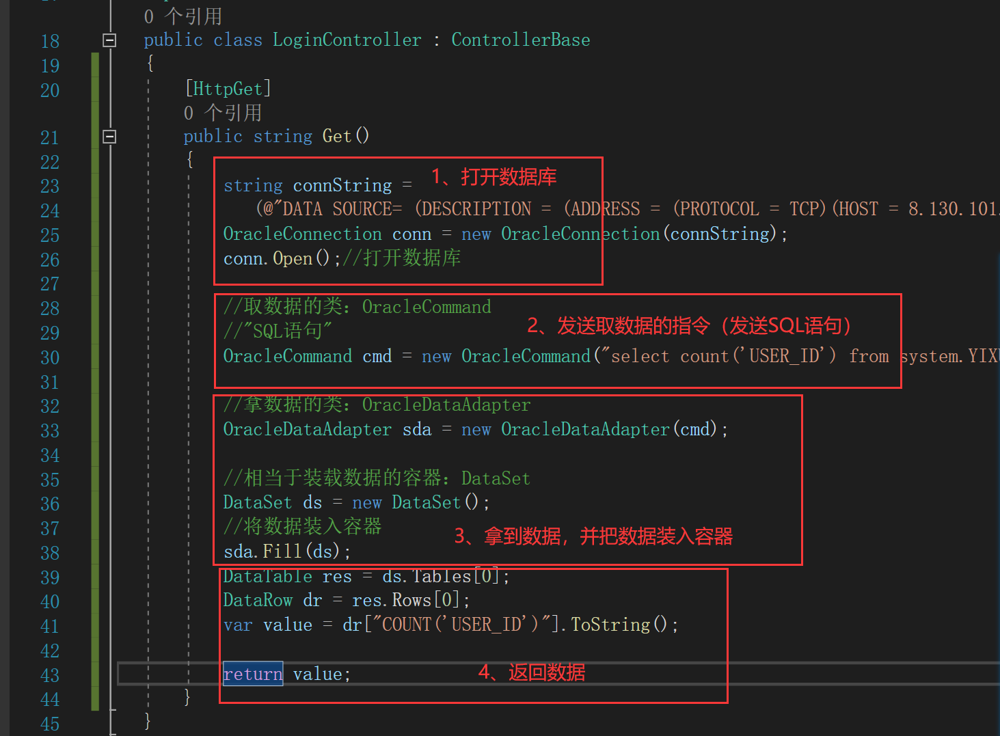 0 个引用
18 public class LoginController : ControllerBase
19 {
20 [HttpGet]
0 个引用
21 public string Get()
22 {
1、打开数据库
23 string connString =
24 (@"DATA SOURCE= (DESCRIPTION = (ADDRESS = (PROTOCOL = TCP)(HOST = 8.130.101.
25 OracleConnection conn = new OracleConnection(connString);
26 conn.Open();//打开数据库
27
28 //取数据的类：OracleCommand
2、发送取数据的指令（发送SQL语句）
29 //"SQL语句"
30 OracleCommand cmd = new OracleCommand("select count('USER_ID') from system.YIXU
31
32 //拿数据的类：OracleDataAdapter
33 OracleDataAdapter sda = new OracleDataAdapter(cmd);
34
35 //相当于装载数据的容器：DataSet
36 DataSet ds = new DataSet();
37 //将数据装入容器
3、拿到数据，并把数据装入容器
38 sda.Fill(ds);
39 DataTable res = ds.Tables[0];
40 DataRow dr = res.Rows[0];
41 var value = dr["COUNT('USER_ID')"].ToString();
42
43 return value;
4、返回数据
44 }
45 }